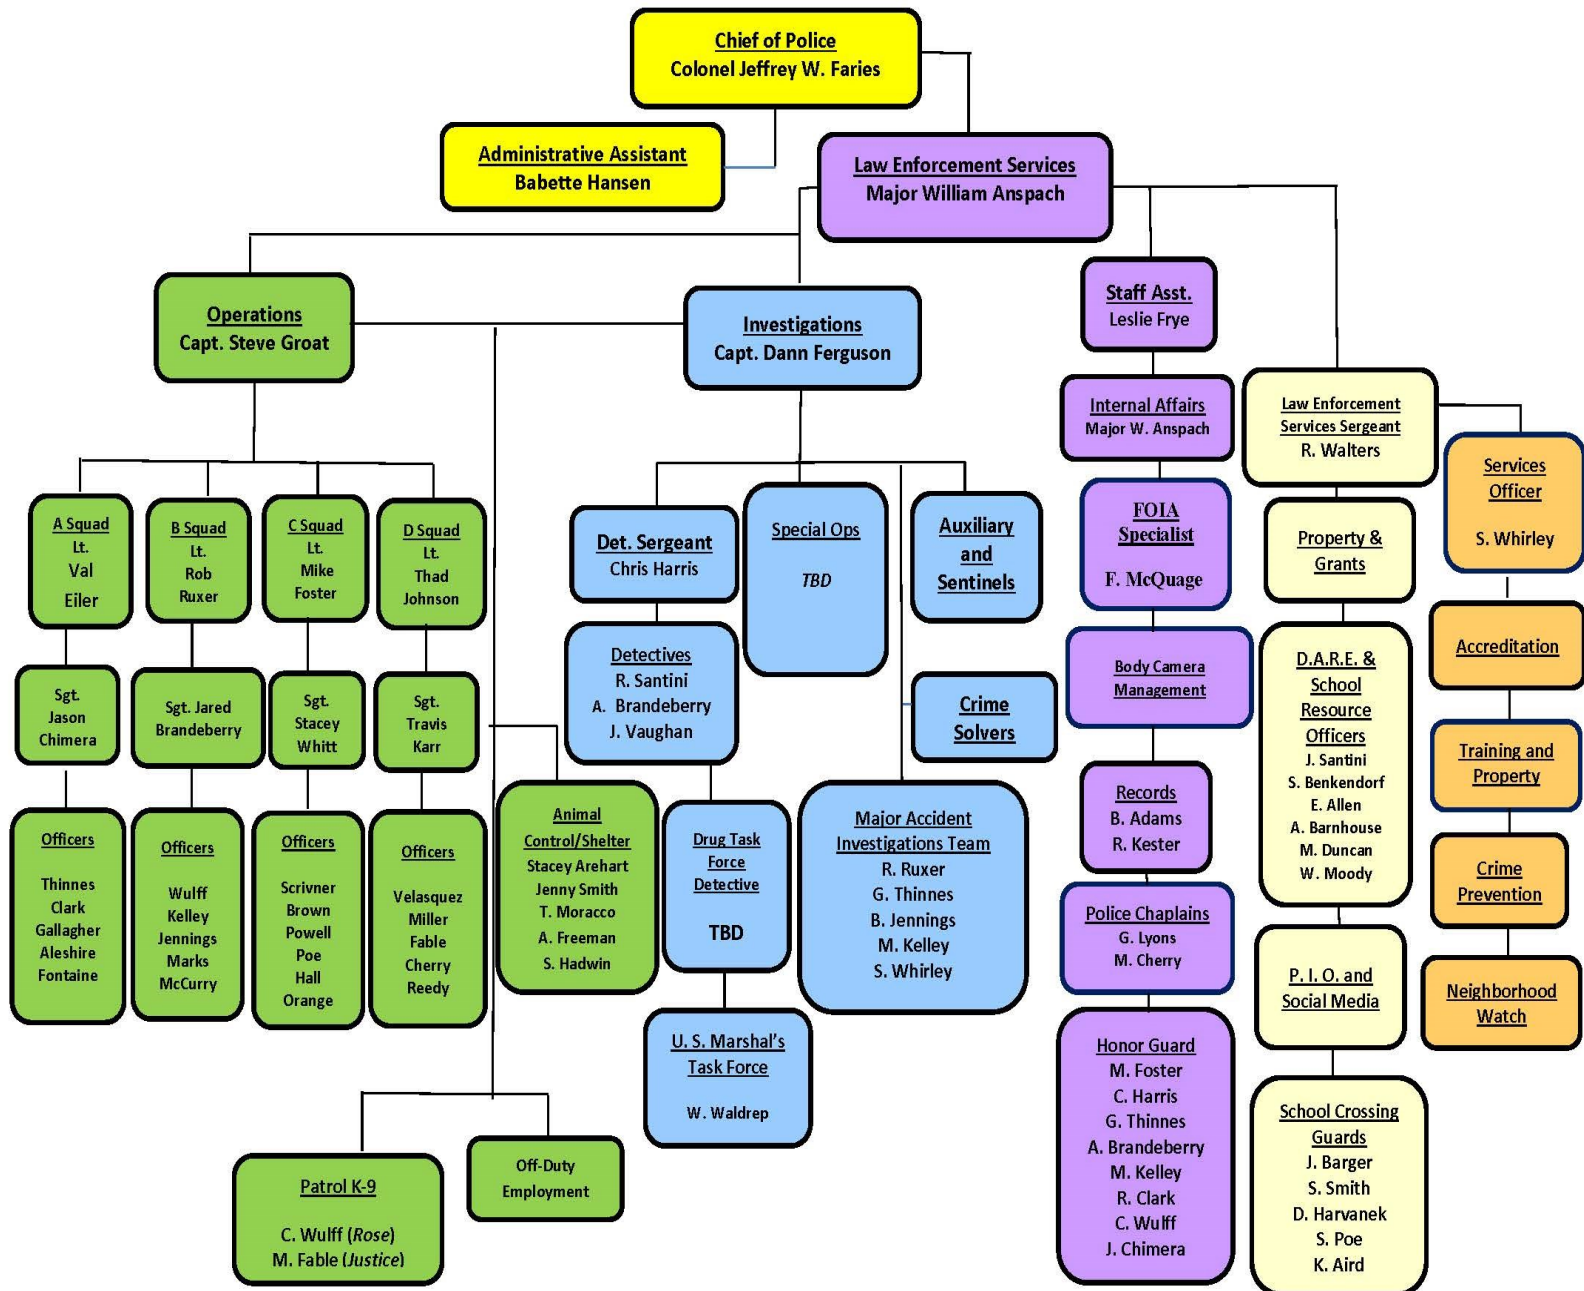 Chief of Police
Colonel Jeffrey W. Faries
Administrative Assistant
Babette Hansen
Law Enforcement Services
Major William Anspach
Operations
Capt. Steve Groat
Investigations
Capt. Dann Ferguson
Staff Asst.
Leslie Frye
Internal Affairs
Major W. Anspach
Law Enforcement
Services Sergeant
R. Walters
Services
Officer
S. Whirley
A Squad
Lt.
Val
Eiler
B Squad
Lt.
Rob
Ruxer
C Squad
Lt.
Mike
Foster
D Squad
Lt.
Thad
Johnson
Det. Sergeant
Chris Harris
Special Ops
TBD
Auxiliary
and
Sentinels
FOIA
Specialist
F. McQuage
Property &
Grants
Accreditation
Sgt.
Jason
Chimera
Sgt. Jared
Brandeberry
Sgt.
Stacey
Whitt
Sgt.
Travis
Karr
Detectives
R. Santini
A. Brandeberry
J. Vaughan
Crime
Solvers
Body Camera
Management
D.A.R.E. &
School
Resource
Officers
J. Santini
S. Benkendorf
E. Allen
A. Barnhouse
M. Duncan
W. Moody
Training and
Property
Officers
Thinnes
Clark
Gallagher
Aleshire
Fontaine
Officers
Wulff
Kelley
Jennings
Marks
McCurry
Officers
Scrivner
Brown
Powell
Poe
Hall
Orange
Officers
Velasquez
Miller
Fable
Cherry
Reedy
Animal
Control/Shelter
Stacey Arehart
Jenny Smith
T. Moracco
A. Freeman
S. Hadwin
Drug Task
Force
Detective
TBD
Major Accident
Investigations Team
R. Ruxer
G. Thinnes
B. Jennings
M. Kelley
S. Whirley
Records
B. Adams
R. Kester
Crime
Prevention
Police Chaplains
G. Lyons
M. Cherry
P. I. O. and
Social Media
Neighborhood
Watch
U. S. Marshal's
Task Force
W. Waldrep
Honor Guard
M. Foster
C. Harris
G. Thinnes
A. Brandeberry
M. Kelley
R. Clark
C. Wulff
J. Chimera
School Crossing
Guards
J. Barger
S. Smith
D. Harvanek
S. Poe
K. Aird
Patrol K-9
C. Wulff (Rose)
M. Fable (Justice)
Off-Duty
Employment